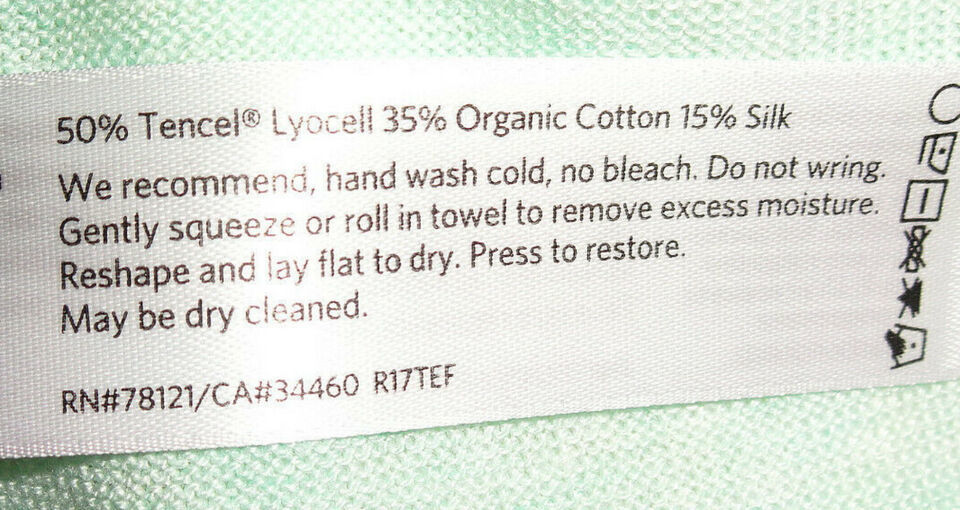 50% Tencel® Lyocell 35% Organic Cotton 15% Silk
We recommend, hand wash cold, no bleach. Do not wring.
Gently squeeze or roll in towel to remove excess moisture.
Reshape and lay flat to dry. Press to restore.
May be dry cleaned.
RN#78121/CA#34460 R17TEF